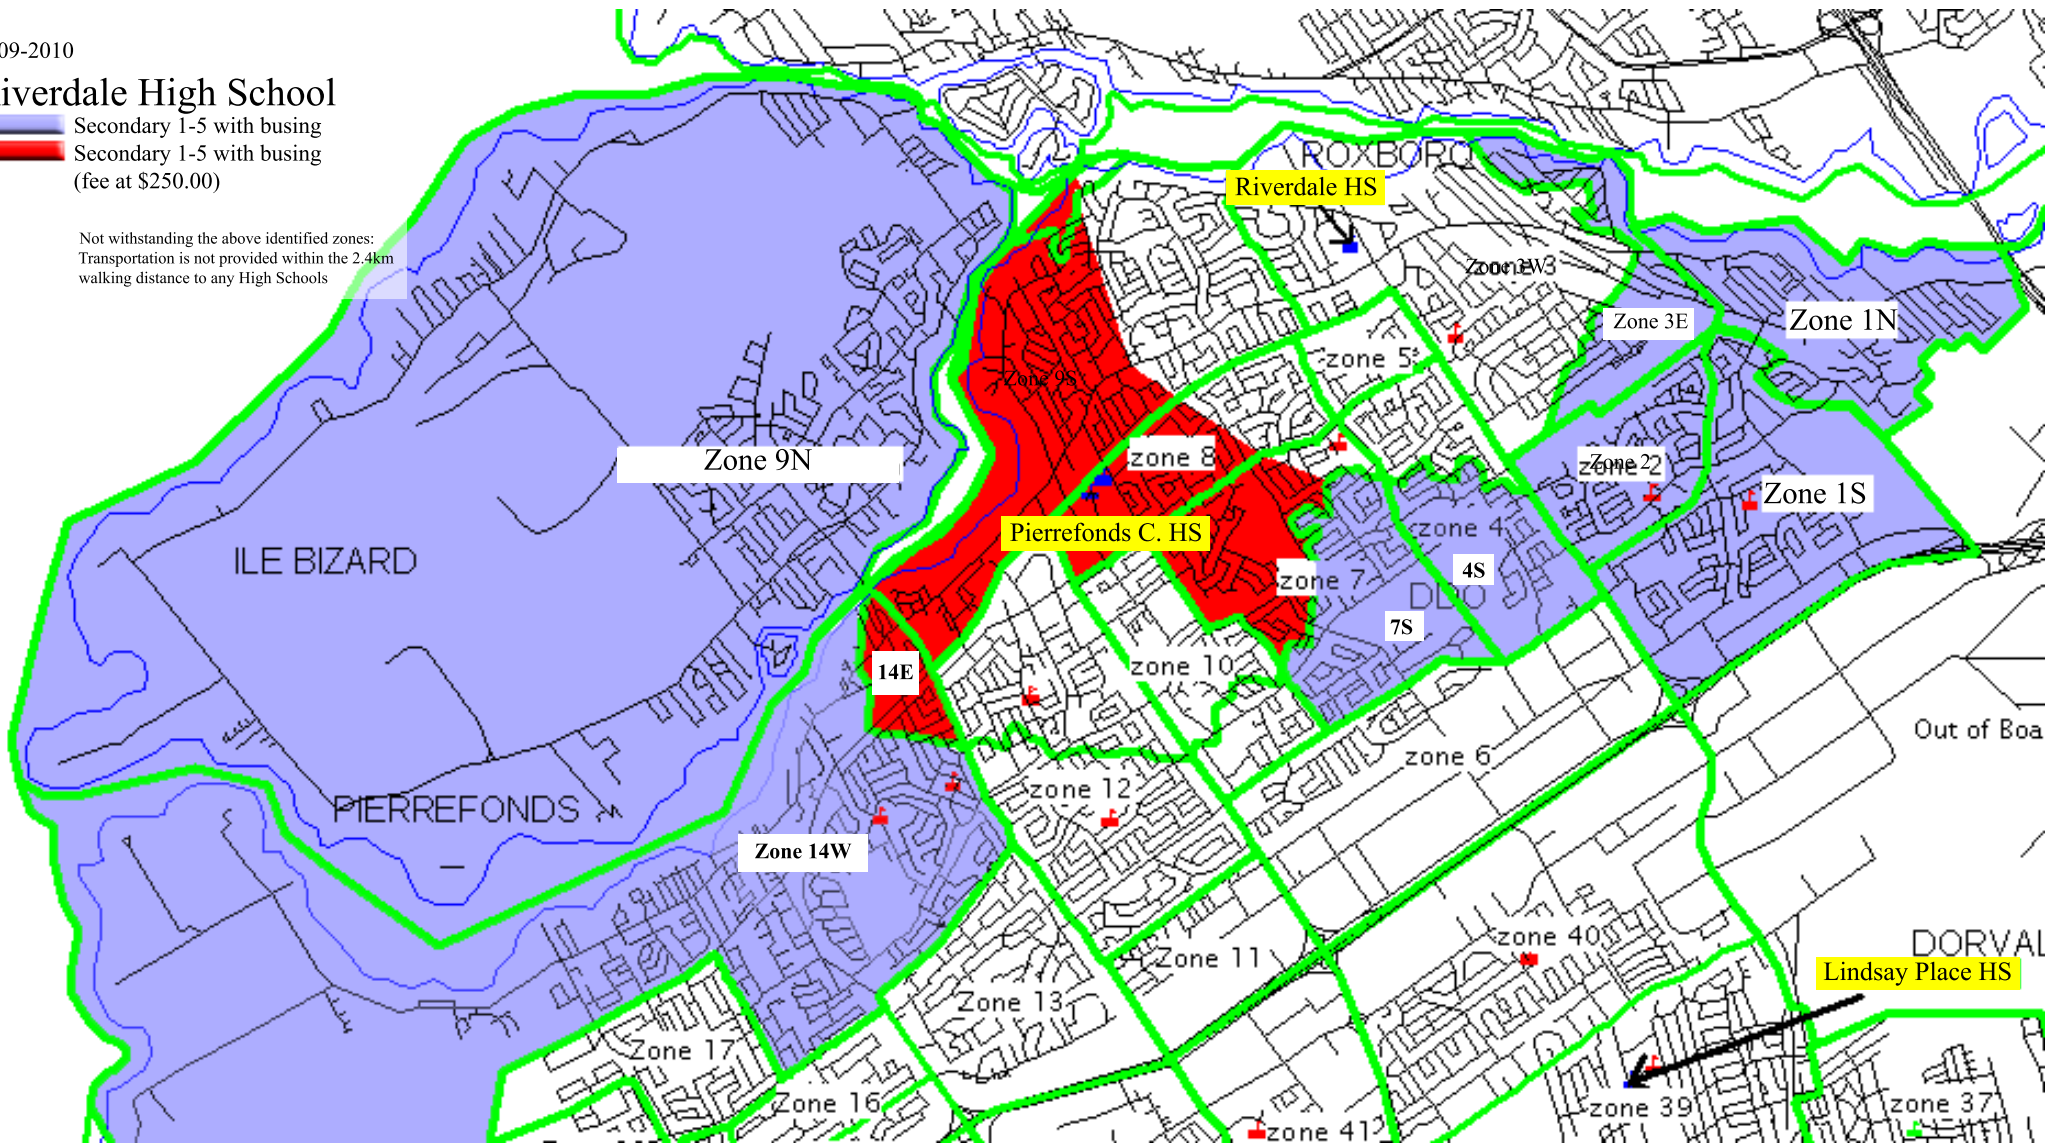 09-2010
iverdale High School
Secondary 1-5 with busing
Secondary 1-5 with busing
(fee at $250.00)
Not withstanding the above identified zones:
Transportation is not provided within the 2.4km
walking distance to any High Schools
ROXBORO
Riverdale HS
Zone 3W
Zone 3E
Zone 1N
zone 5
Zone 9S
zone 8
Zone 9N
Zone 2
Zone 1S
Pierrefonds C. HS
zone 4
4S
ILE BIZARD
zone 7
DDO
7S
14E
zone 10
Out of Boa
zone 6
zone 12
PIERREFONDS
Zone 14W
zone 40
DORVAL
Zone 11
Lindsay Place HS
Zone 13
Zone 17
Zone 16
zone 39
zone 37
zone 41